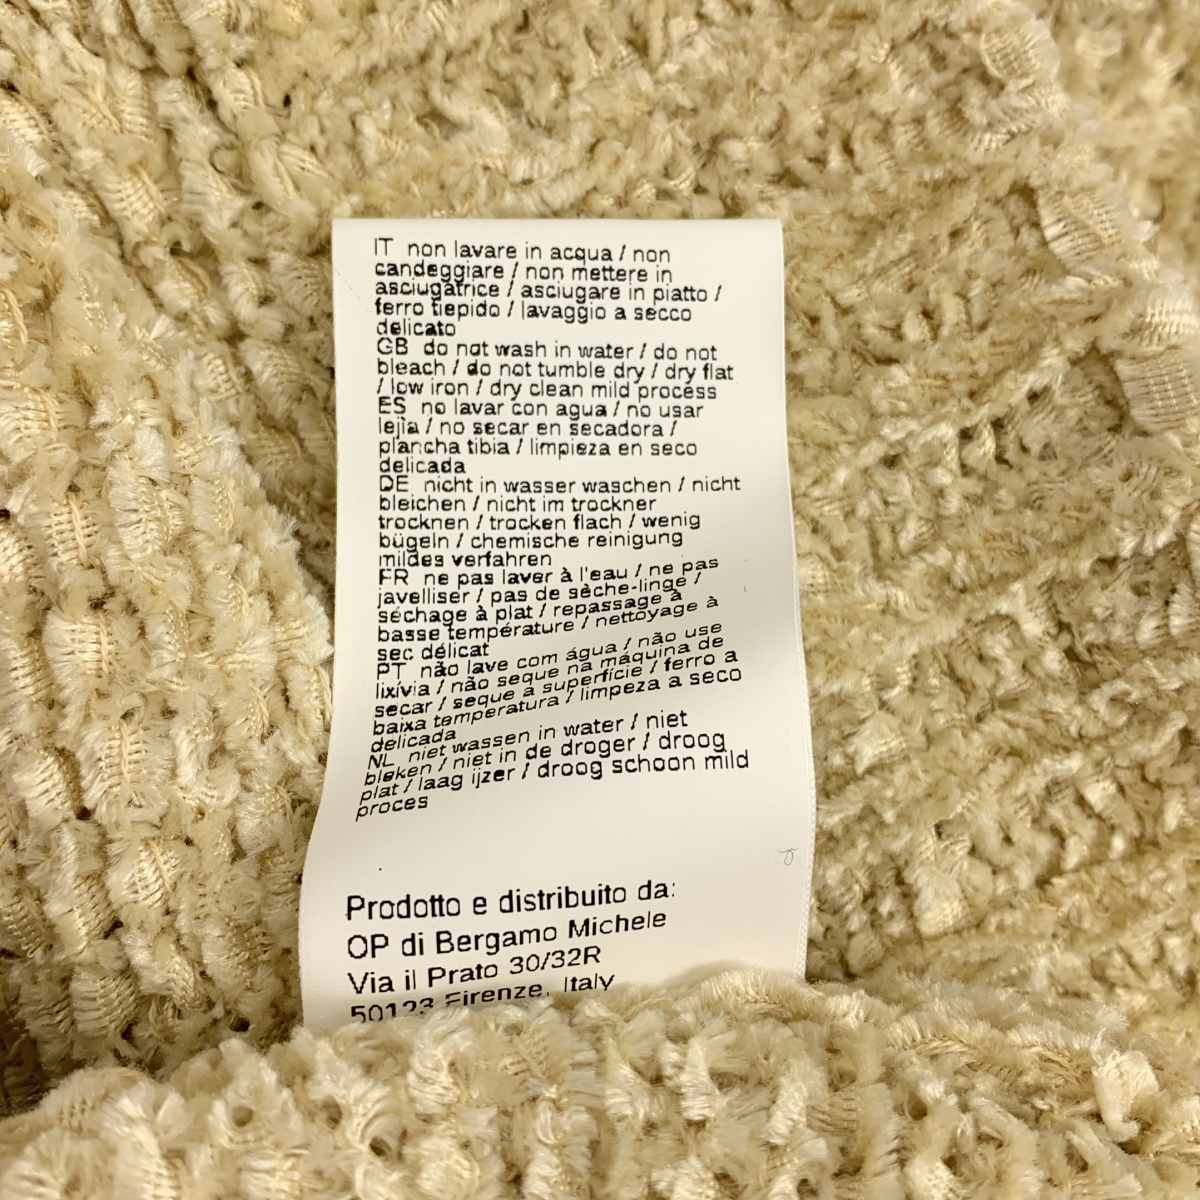 IT non lavare in acqua / non
candeggiare / non mettere in
asciugatrice / asciugare in piatto /
ferro tiepido / lavaggio a secco
delicato
GB do not wash in water / do not
bleach / do not tumble dry / dry flat
/ low iron / dry clean mild process
ES no lavar con agua / no usar
lejìa / no secar en secadora /
plancha tibia / limpieza en seco
delicada
DE nicht in wasser waschen / nicht
bleichen / nicht im trockner
trocknen / trocken flach / wenig
bügeln / chemische reinigung
mildes verfahren
FR ne pas laver à l'eau / ne pas
javelliser / pas de sèche-linge /
séchage à plat / repassage à
basse température / nettoyage à
sec délicat
PT não lave com água / não use
lixívia / não seque na máquina de
secar / seque a superfície / ferro a
baixa temperatura / limpeza a seco
delicada
NL niet wassen in water / niet
bleken / niet in de droger / droog
plat / laag ijzer / droog schoon mild
proces
Prodotto e distribuito da:
OP di Bergamo Michele
Via il Prato 30/32R
50123 Firenze, Italy